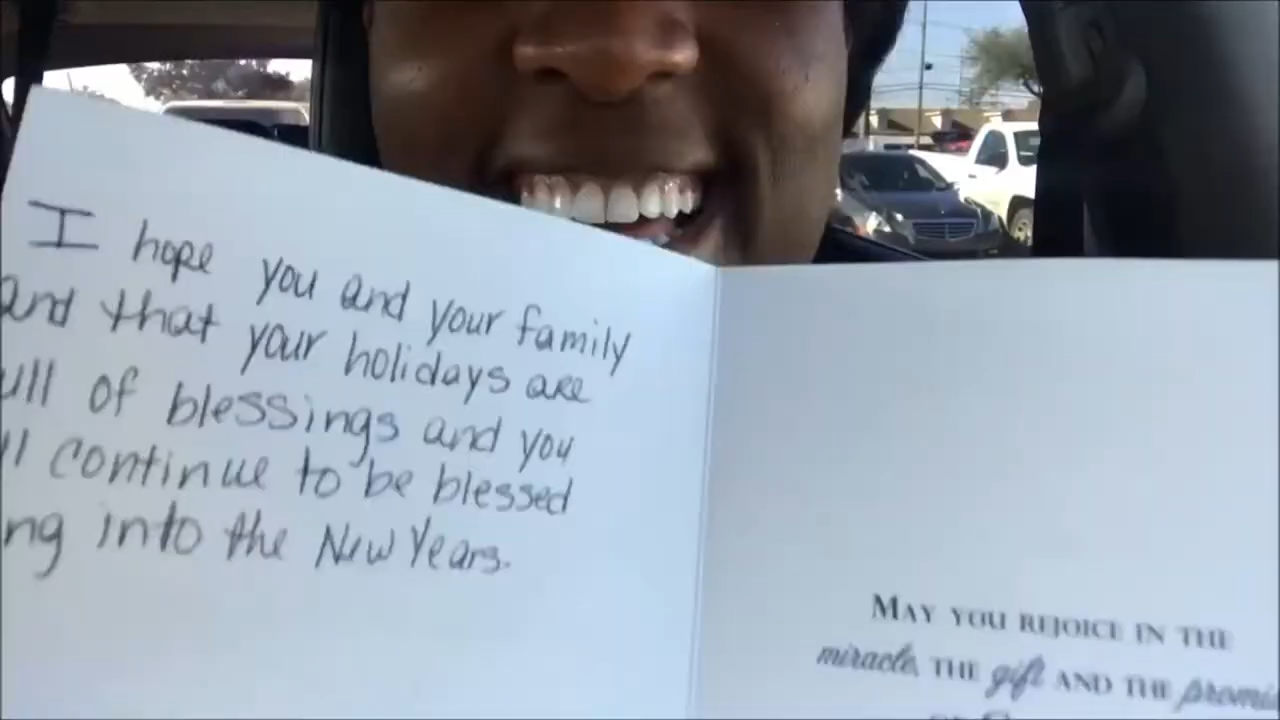 I hope you and your family
and that your holidays are
ull of blessings and you
ll continue to be blessed
ng into the New Years.
MAY YOU REJOICE IN THE
miracle, THE gift AND THE promi